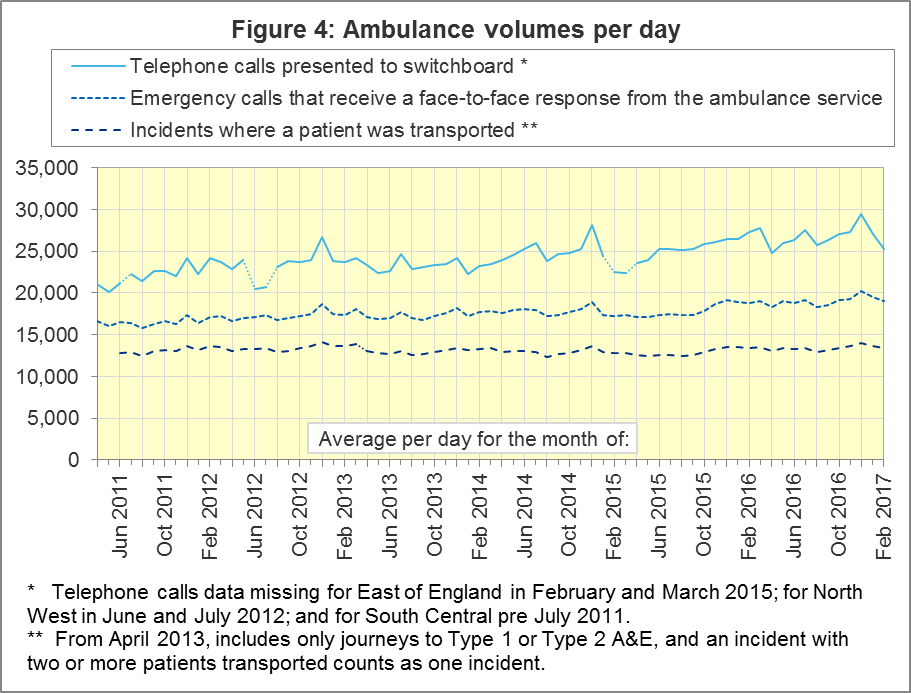 Figure 4: Ambulance volumes per day
Telephone calls presented to switchboard *
Emergency calls that receive a face-to-face response from the ambulance service
Incidents where a patient was transported **
35,000
30,000
25,000
20,000
15,000
10,000
5,000
0
Average per day for the month of:
Jun 2011
Oct 2011
Feb 2012
Jun 2012
Oct 2012
Feb 2013
Jun 2013
Oct 2013
Feb 2014
Jun 2014
Oct 2014
Feb 2015
Jun 2015
Oct 2015
Feb 2016
Jun 2016
Oct 2016
Feb 2017
* Telephone calls data missing for East of England in February and March 2015; for North
West in June and July 2012; and for South Central pre July 2011.
** From April 2013, includes only journeys to Type 1 or Type 2 A&E, and an incident with
two or more patients transported counts as one incident.